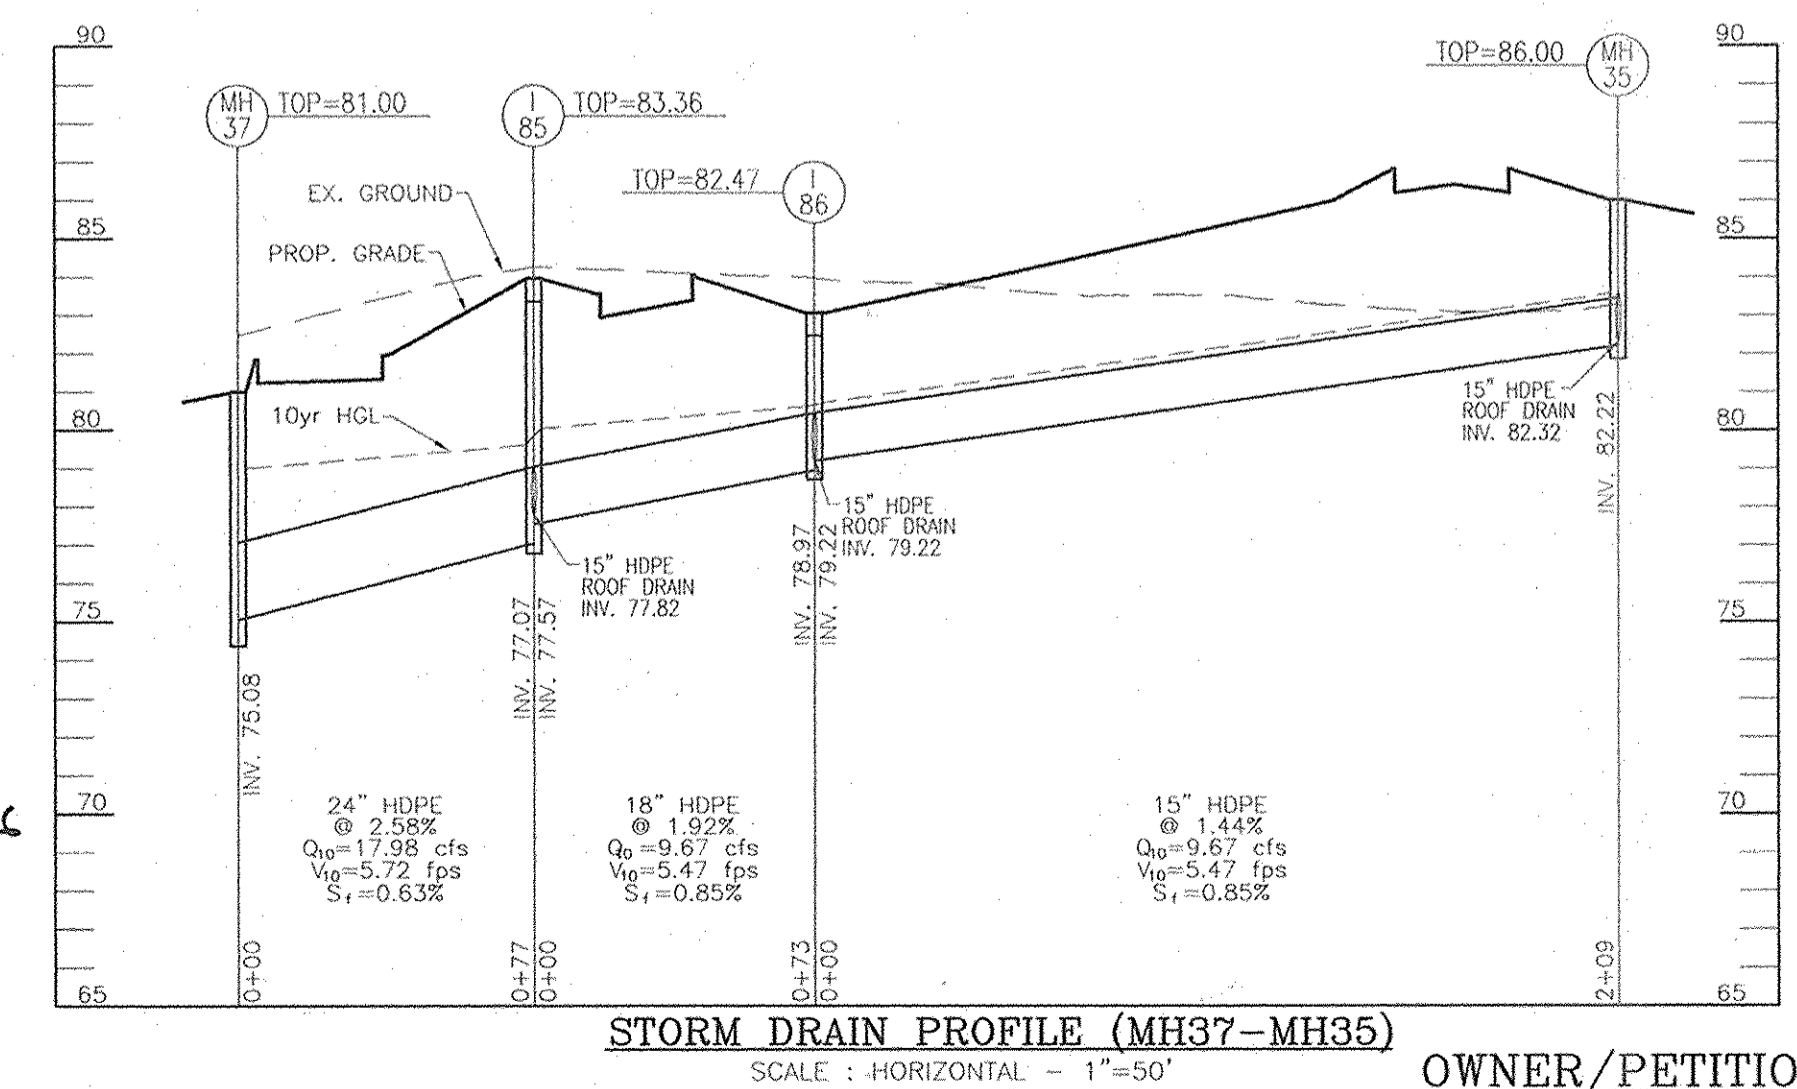 90
90
TOP=86.00
MH
35
MH
37
TOP=81.00
I
85
TOP=83.36
TOP=82.47
I
86
EX. GROUND
PROP. GRADE
85
85
10yr HGL
80
80
15" HDPE
ROOF DRAIN
INV. 82.32
INV. 82.22
15" HDPE
ROOF DRAIN
INV. 79.22
INV. 78.97
INV. 79.22
15" HDPE
ROOF DRAIN
INV. 77.82
INV. 77.07
INV. 77.57
75
75
INV. 75.08
70
70
24" HDPE
@ 2.58%
Q10=17.98 cfs
V10=5.72 fps
Sf=0.63%
18" HDPE
@ 1.92%
Q10=9.67 cfs
V10=5.47 fps
Sf=0.85%
15" HDPE
@ 1.44%
Q10=9.67 cfs
V10=5.47 fps
Sf=0.85%
0+00
0+77
0+00
0+73
0+00
2+09
65
65
STORM DRAIN PROFILE (MH37-MH35)
SCALE : HORIZONTAL - 1"=50'
OWNER/PETITIO